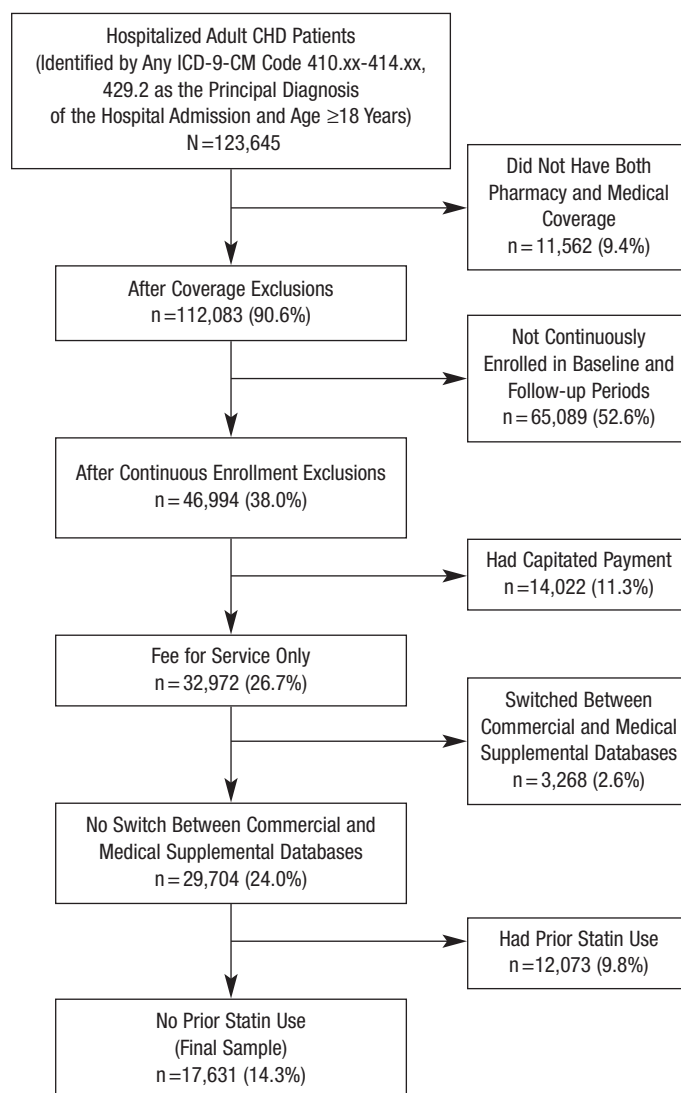 Hospitalized Adult CHD Patients
(Identified by Any ICD-9-CM Code 410.xx-414.xx,
429.2 as the Principal Diagnosis
of the Hospital Admission and Age ≥18 Years)
N=123,645
Did Not Have Both
Pharmacy and Medical
Coverage
n=11,562 (9.4%)
After Coverage Exclusions
n=112,083 (90.6%)
Not Continuously
Enrolled in Baseline and
Follow-up Periods
n=65,089 (52.6%)
After Continuous Enrollment Exclusions
n=46,994 (38.0%)
Had Capitated Payment
n=14,022 (11.3%)
Fee for Service Only
n=32,972 (26.7%)
Switched Between
Commercial and Medical
Supplemental Databases
n=3,268 (2.6%)
No Switch Between Commercial and
Medical Supplemental Databases
n=29,704 (24.0%)
Had Prior Statin Use
n=12,073 (9.8%)
No Prior Statin Use
(Final Sample)
n=17,631 (14.3%)